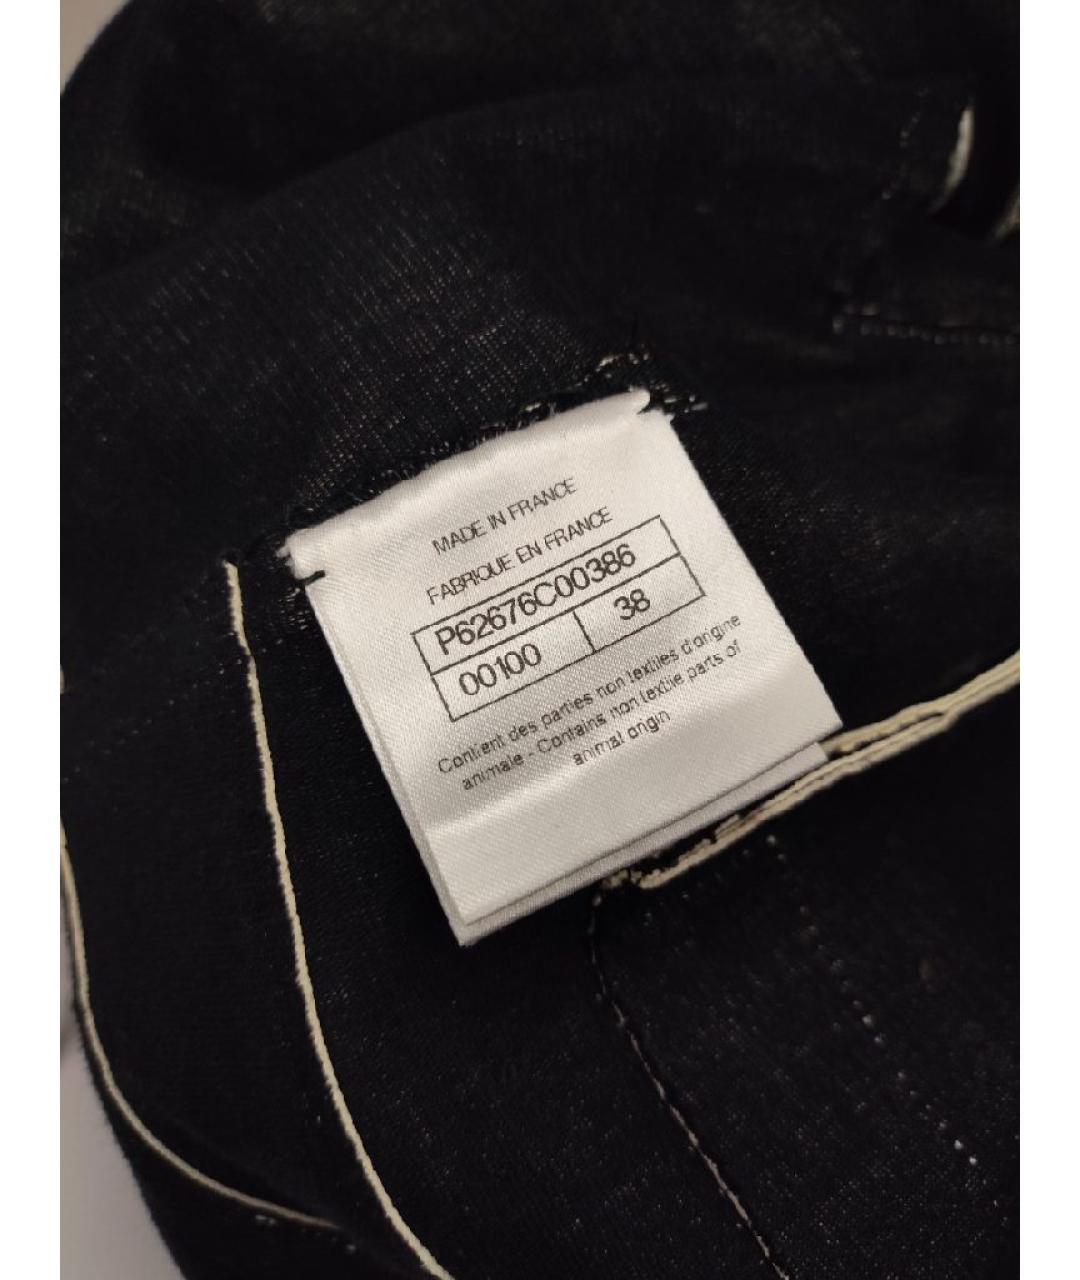 MADE IN FRANCE
FABRIQUE EN FRANCE
P62676C00386
00100 38
Contient des parties non textiles d'origine
animale - Contains non textile parts of
animal origin